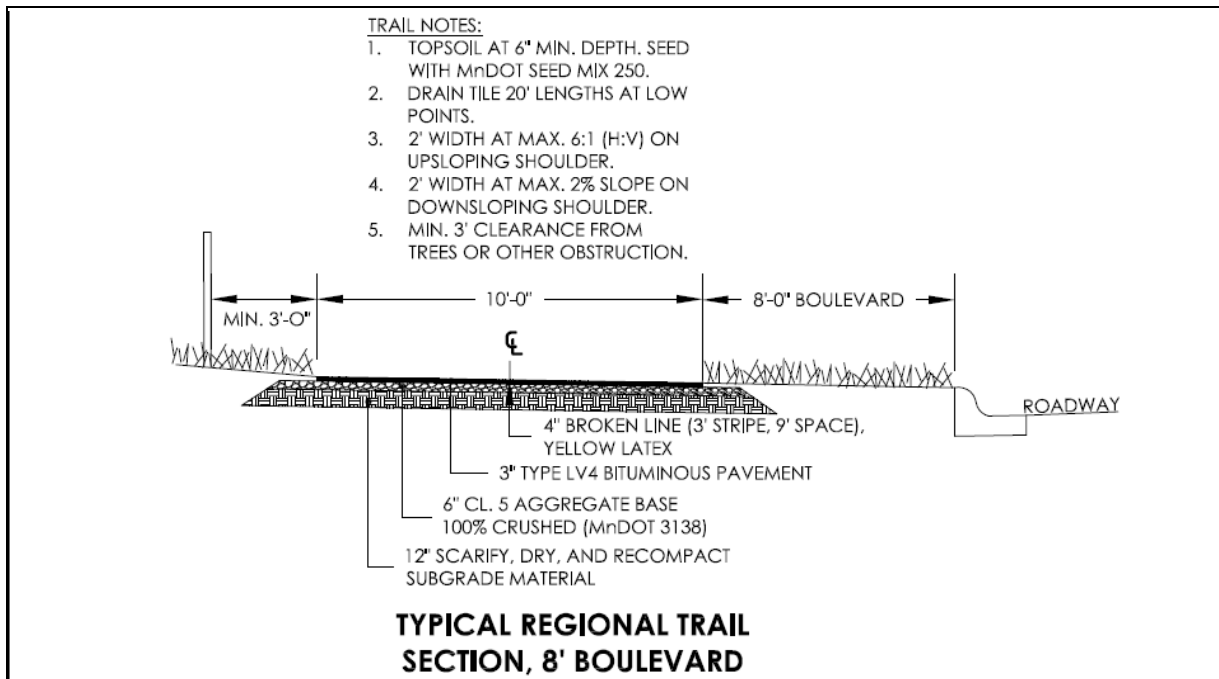 TRAIL NOTES:
1. TOPSOIL AT 6" MIN. DEPTH. SEED
WITH MnDOT SEED MIX 250.
2. DRAIN TILE 20' LENGTHS AT LOW
POINTS.
3. 2' WIDTH AT MAX. 6:1 (H:V) ON
UPSLOPING SHOULDER.
4. 2' WIDTH AT MAX. 2% SLOPE ON
DOWNSLOPING SHOULDER.
5. MIN. 3' CLEARANCE FROM
TREES OR OTHER OBSTRUCTION.
10'-0"
8'-0" BOULEVARD
MIN. 3'-O"
℄
ROADWAY
4" BROKEN LINE (3' STRIPE, 9' SPACE),
YELLOW LATEX
3" TYPE LV4 BITUMINOUS PAVEMENT
6" CL. 5 AGGREGATE BASE
100% CRUSHED (MnDOT 3138)
12" SCARIFY, DRY, AND RECOMPACT
SUBGRADE MATERIAL
TYPICAL REGIONAL TRAIL
SECTION, 8' BOULEVARD